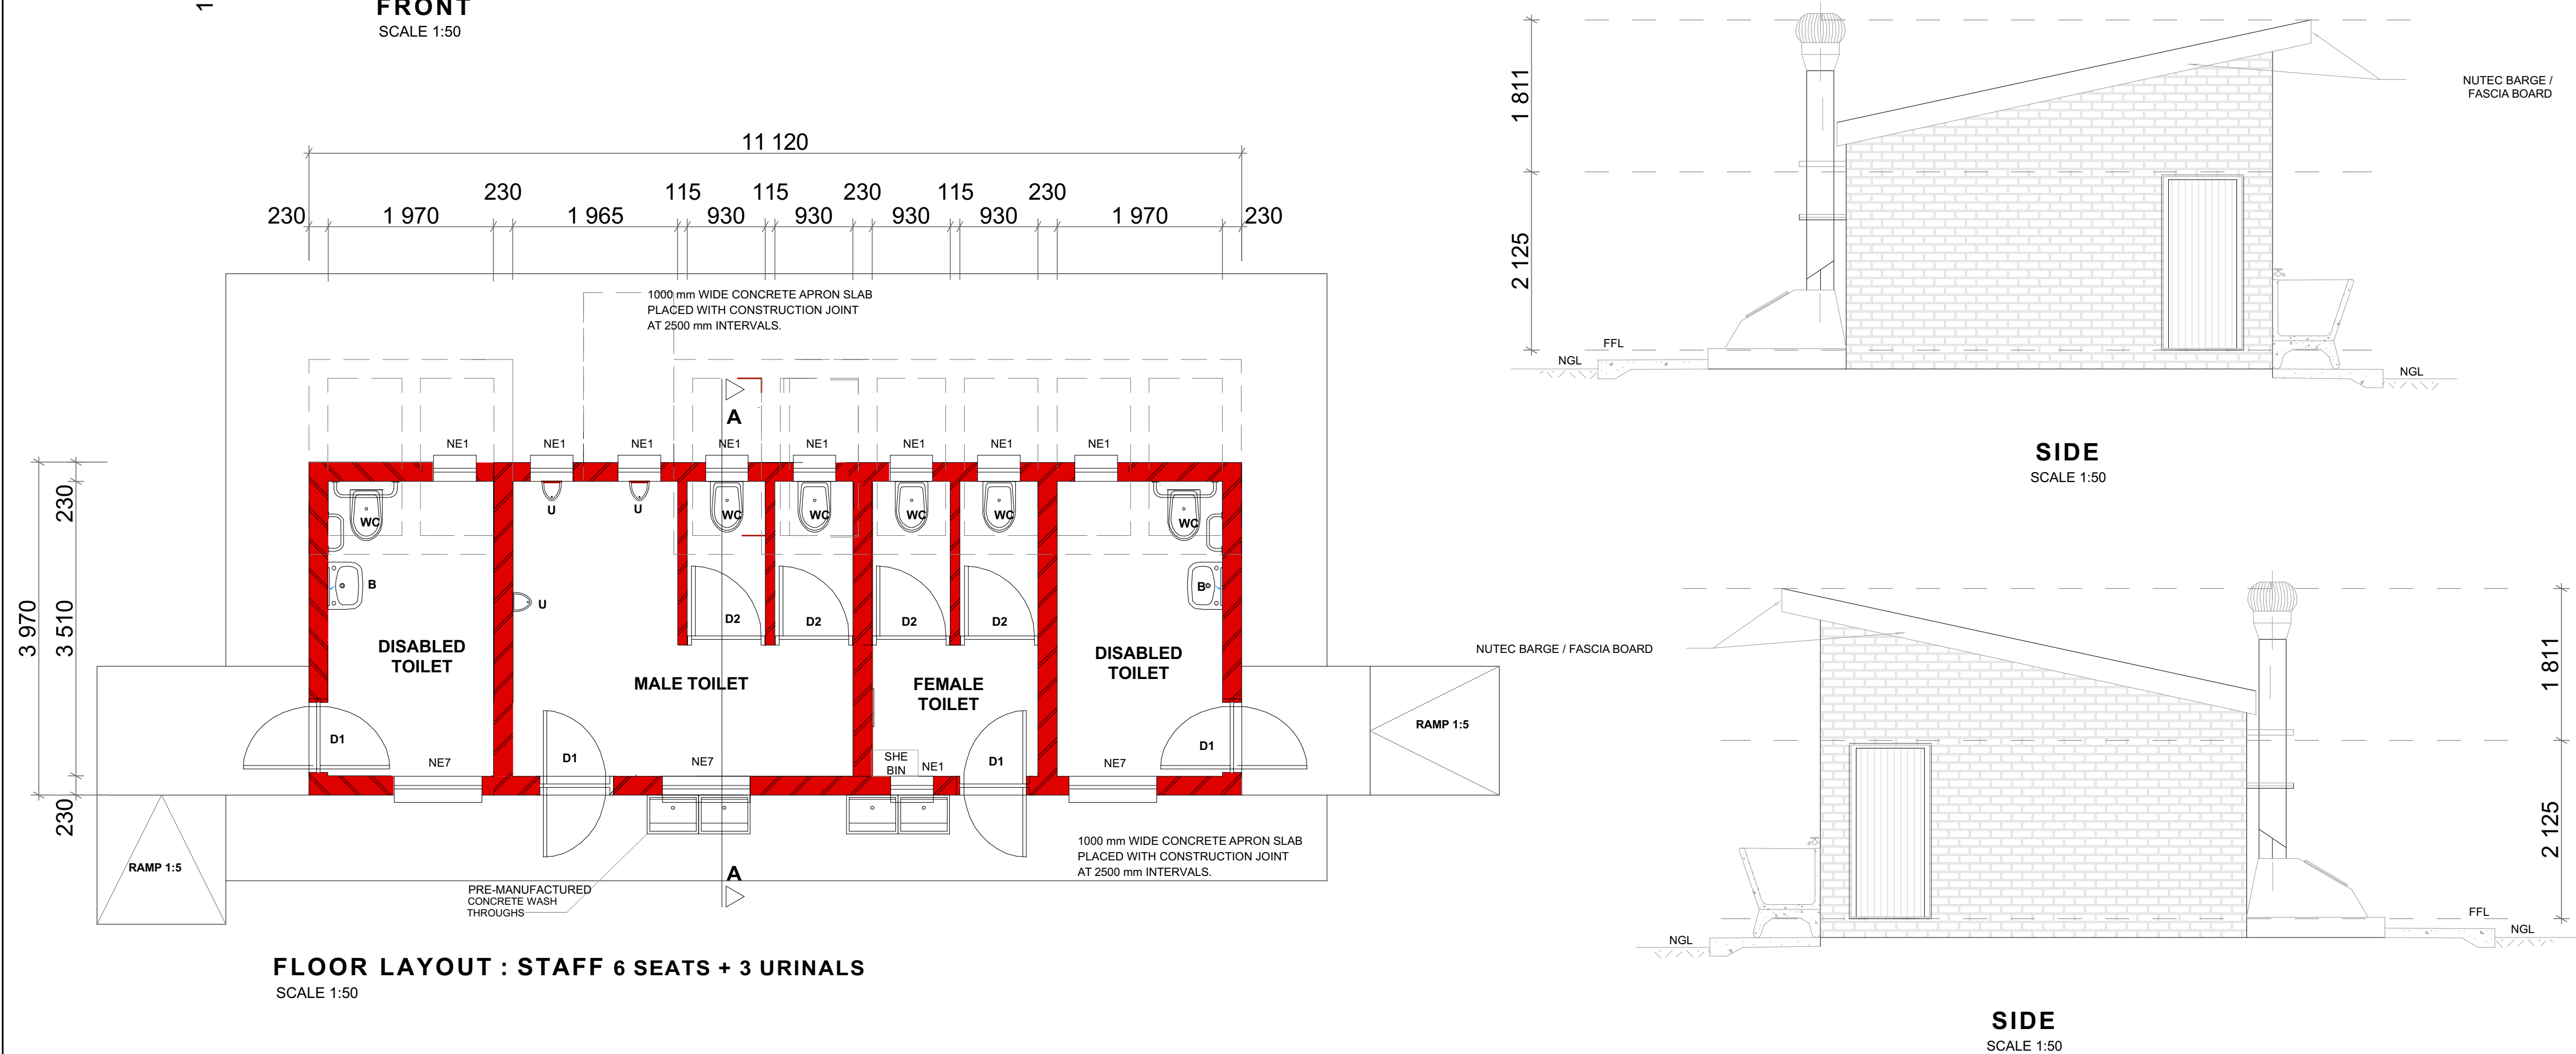 FRONT
SCALE 1:50
11 120
230
115
115
230
115
230
230
1 970
1 965
930
930
930
930
1 970
230
1000 mm WIDE CONCRETE APRON SLAB
PLACED WITH CONSTRUCTION JOINT
AT 2500 mm INTERVALS.
A
NE1
NE1
NE1
NE1
NE1
NE1
NE1
NE1
230
3 510
3 970
230
WC
U
U
WC
WC
WC
WC
WC
B
U
B
D2
D2
D2
D2
DISABLED
TOILET
MALE TOILET
FEMALE
TOILET
DISABLED
TOILET
RAMP 1:5
D1
NE7
D1
NE7
SHE
BIN
NE1
D1
NE7
D1
RAMP 1:5
1000 mm WIDE CONCRETE APRON SLAB
PLACED WITH CONSTRUCTION JOINT
AT 2500 mm INTERVALS.
A
PRE-MANUFACTURED
CONCRETE WASH
THROUGHS
FLOOR LAYOUT : STAFF 6 SEATS + 3 URINALS
SCALE 1:50
1 811
2 125
NUTEC BARGE /
FASCIA BOARD
FFL
NGL
NGL
SIDE
SCALE 1:50
NUTEC BARGE / FASCIA BOARD
1 811
2 125
FFL
NGL
NGL
SIDE
SCALE 1:50